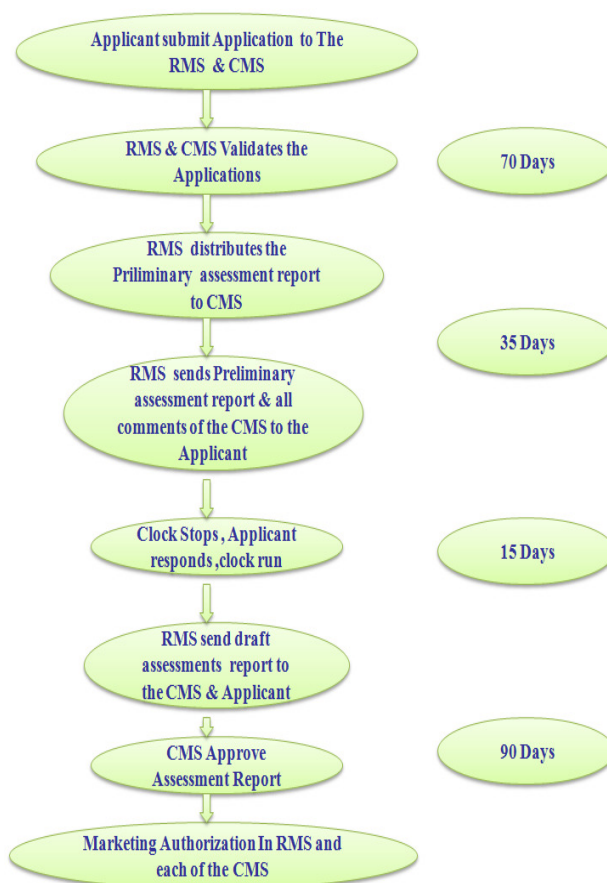 Applicant submit Application to The
RMS & CMS
RMS & CMS Validates the
Applications
70 Days
RMS distributes the
Priliminary assessment report
to CMS
35 Days
RMS sends Preliminary
assessment report & all
comments of the CMS to the
Applicant
Clock Stops , Applicant
responds ,clock run
15 Days
RMS send draft
assessments report to
the CMS & Applicant
CMS Approve
Assessment Report
90 Days
Marketing Authorization In RMS and
each of the CMS